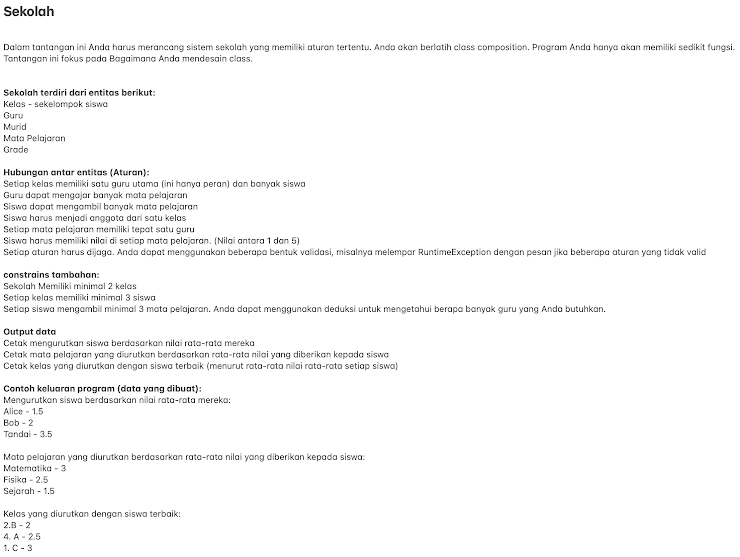 Sekolah
Dalam tantangan ini Anda harus merancang sistem sekolah yang memiliki aturan tertentu. Anda akan berlatih class composition. Program Anda hanya akan memiliki sedikit fungsi.
Tantangan ini fokus pada Bagaimana Anda mendesain class.
Sekolah terdiri dari entitas berikut:
Kelas - sekelompok siswa
Guru
Murid
Mata Pelajaran
Grade
Hubungan antar entitas (Aturan):
Setiap kelas memiliki satu guru utama (ini hanya peran) dan banyak siswa
Guru dapat mengajar banyak mata pelajaran
Siswa dapat mengambil banyak mata pelajaran
Siswa harus menjadi anggota dari satu kelas
Setiap mata pelajaran memiliki tepat satu guru
Siswa harus memiliki nilai di setiap mata pelajaran. (Nilai antara 1 dan 5)
Setiap aturan harus dijaga. Anda dapat menggunakan beberapa bentuk validasi, misalnya melempar RuntimeException dengan pesan jika beberapa aturan yang tidak valid
constrains tambahan:
Sekolah Memiliki minimal 2 kelas
Setiap kelas memiliki minimal 3 siswa
Setiap siswa mengambil minimal 3 mata pelajaran. Anda dapat menggunakan deduksi untuk mengetahui berapa banyak guru yang Anda butuhkan.
Output data
Cetak mengurutkan siswa berdasarkan nilai rata-rata mereka
Cetak mata pelajaran yang diurutkan berdasarkan rata-rata nilai yang diberikan kepada siswa
Cetak kelas yang diurutkan dengan siswa terbaik (menurut rata-rata nilai rata-rata setiap siswa)
Contoh keluaran program (data yang dibuat):
Mengurutkan siswa berdasarkan nilai rata-rata mereka:
Alice - 1.5
Bob - 2
Tandai - 3.5
Mata pelajaran yang diurutkan berdasarkan rata-rata nilai yang diberikan kepada siswa:
Matematika - 3
Fisika - 2.5
Sejarah - 1.5
Kelas yang diurutkan dengan siswa terbaik:
2.B - 2
4. A - 2.5
1. C - 3